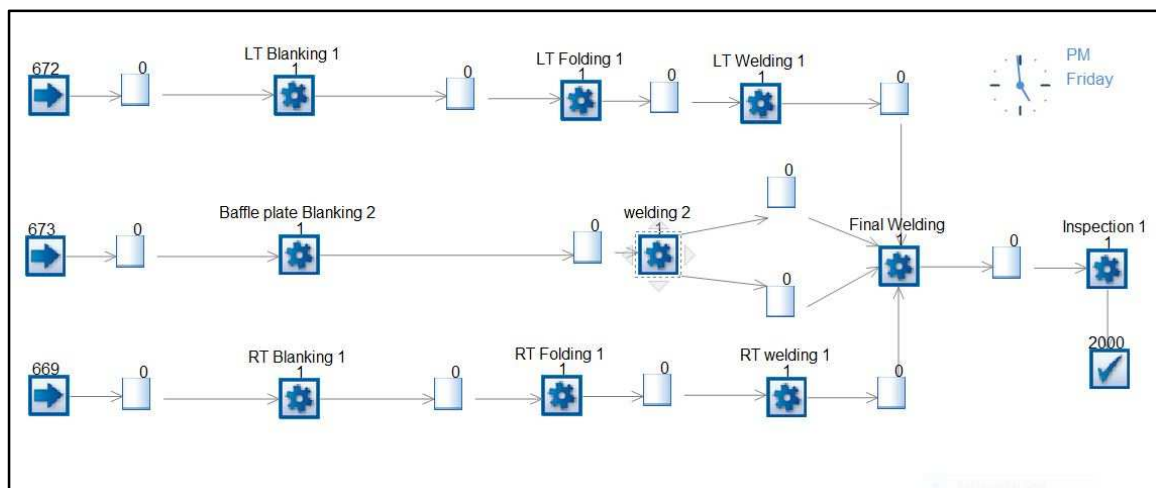 672
0
LT Blanking 1
1
0
LT Folding 1
1
0
LT Welding 1
1
0
PM
Friday
673
0
Baffle plate Blanking 2
1
0
welding 2
1
0
0
Final Welding
1
0
Inspection 1
1
2000
669
0
RT Blanking 1
1
0
RT Folding 1
1
0
RT welding 1
1
0